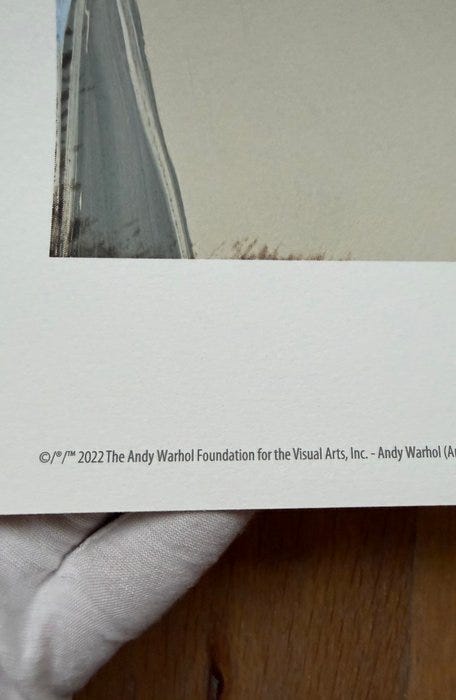 ©/®/™ 2022 The Andy Warhol Foundation for the Visual Arts, Inc. - Andy Warhol (A